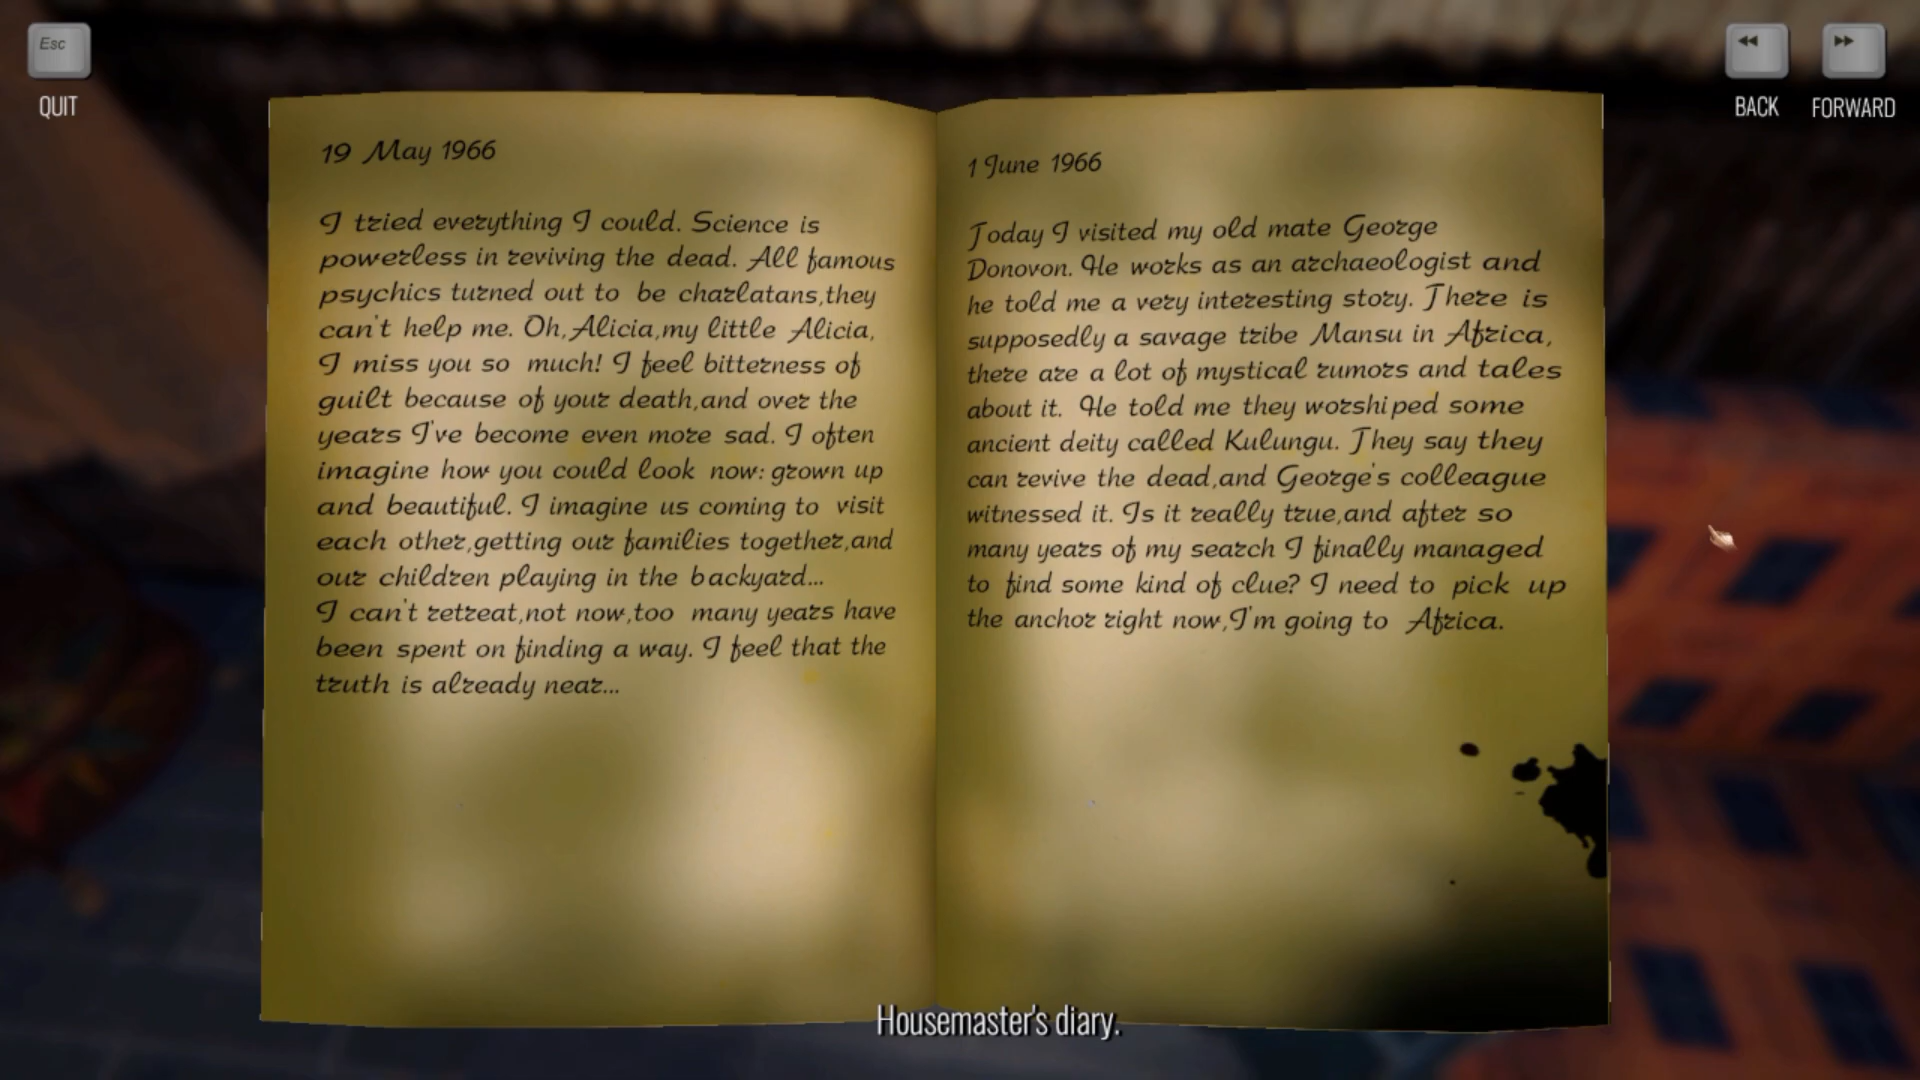 Esc
QUIT
BACK
FORWARD
19 May 1966
I tried everything I could. Science is
powerless in reviving the dead. All famous
psychics turned out to be charlatans,they
can't help me. Oh,Alicia,my little Alicia,
I miss you so much! I feel bitterness of
guilt because of your death,and over the
years I've become even more sad. I often
imagine how you could look now: grown up
and beautiful. I imagine us coming to visit
each other,getting our families together,and
our children playing in the backyard...
I can't retreat,not now,too many years have
been spent on finding a way. I feel that the
truth is already near...
1 June 1966
Today I visited my old mate George
Donovon. He works as an archaeologist and
he told me a very interesting story. There is
supposedly a savage tribe Mansu in Africa,
there are a lot of mystical rumors and tales
about it. He told me they worshiped some
ancient deity called Kulungu. They say they
can revive the dead,and George's colleague
witnessed it. Is it really true,and after so
many years of my search I finally managed
to find some kind of clue? I need to pick up
the anchor right now,I'm going to Africa.
Housemaster's diary.